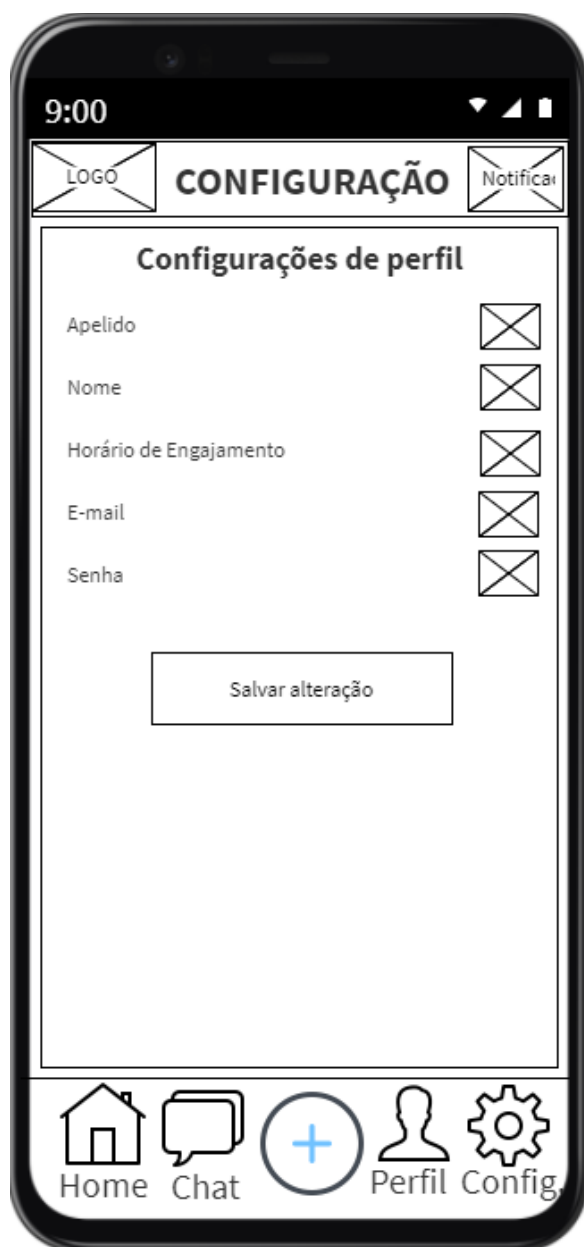 9:00
LOGO
CONFIGURAÇÃO
Notificac
Configurações de perfil
Apelido
Nome
Horário de Engajamento
E-mail
Senha
Salvar alteração
Home
Chat
Perfil
Config.